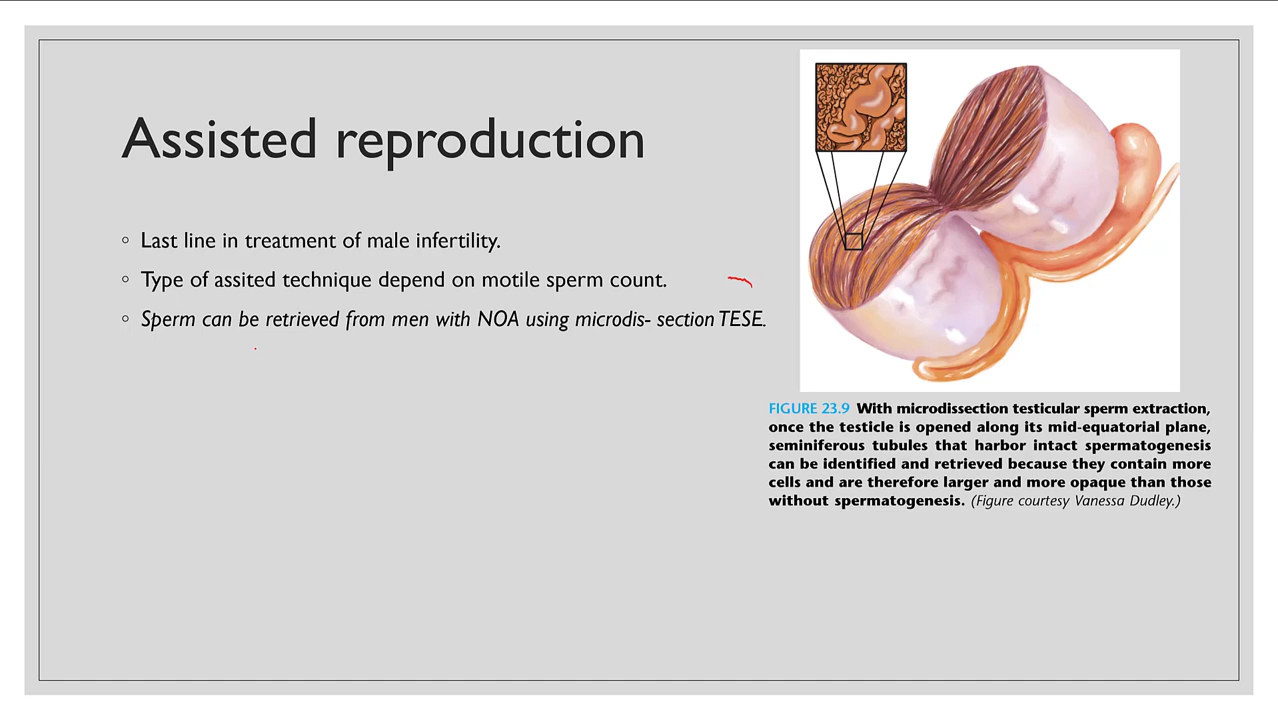 Assisted reproduction
◦ Last line in treatment of male infertility.
◦ Type of assited technique depend on motile sperm count.
◦ Sperm can be retrieved from men with NOA using microdis- section TESE.
FIGURE 23.9 With microdissection testicular sperm extraction,
once the testicle is opened along its mid-equatorial plane,
seminiferous tubules that harbor intact spermatogenesis
can be identified and retrieved because they contain more
cells and are therefore larger and more opaque than those
without spermatogenesis. (Figure courtesy Vanessa Dudley.)